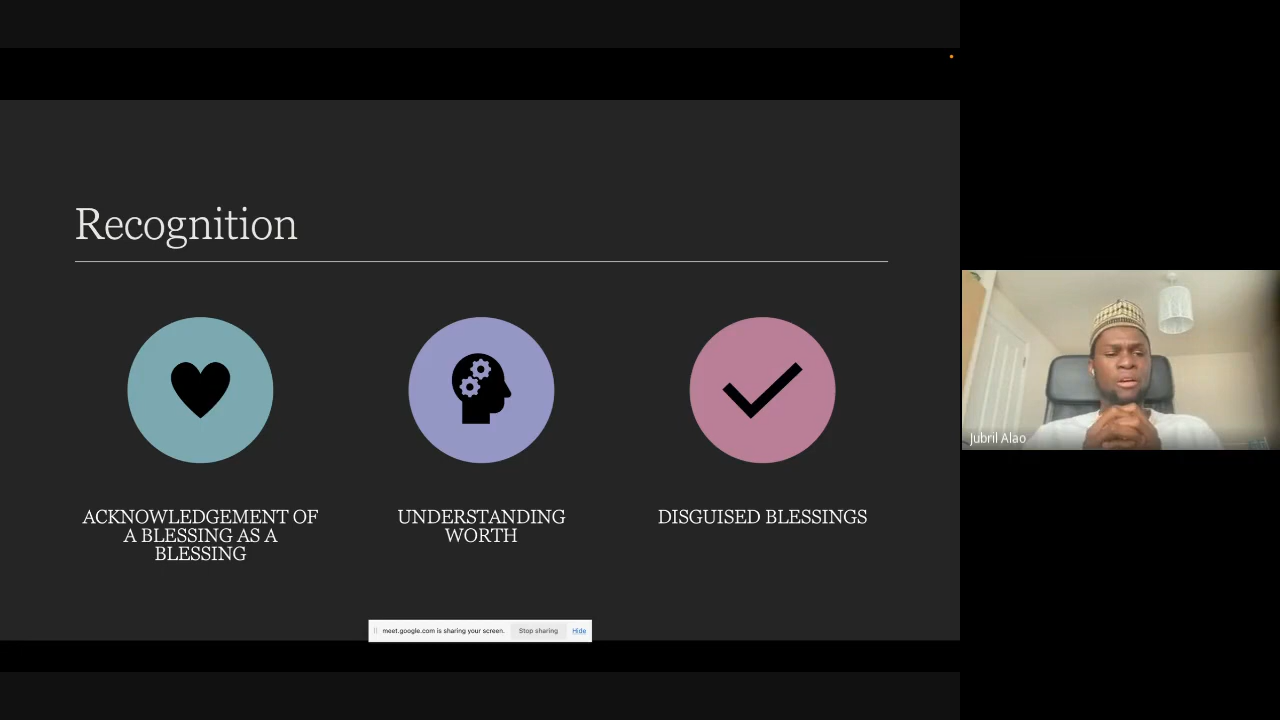 Recognition
ACKNOWLEDGEMENT OF
A BLESSING AS A
BLESSING
UNDERSTANDING
WORTH
DISGUISED BLESSINGS
meet.google.com is sharing your screen.
Stop sharing
Hide
Jubril Alao